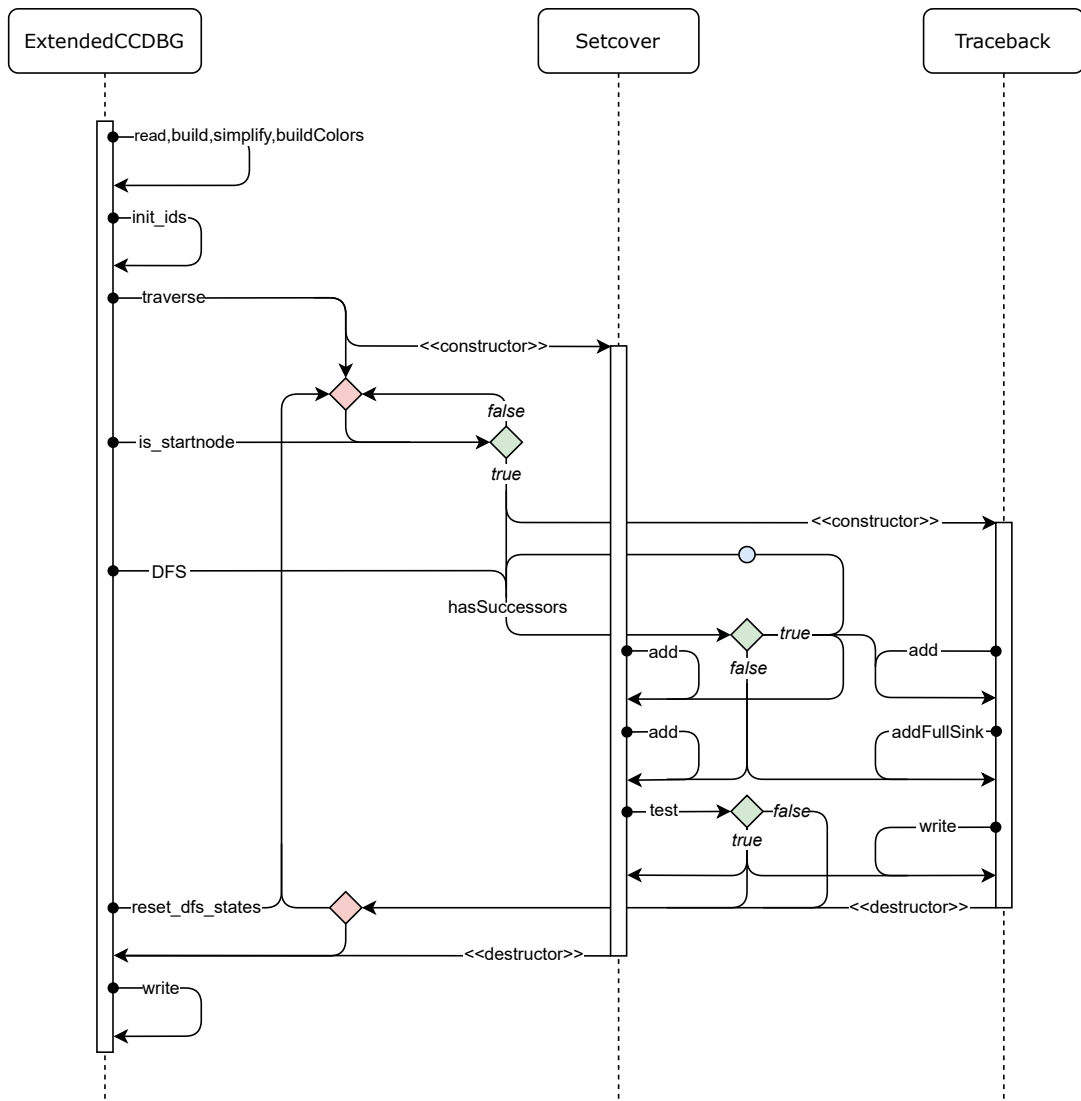 ExtendedCCDBG
Setcover
Traceback
read,build,simplify,buildColors
init_ids
traverse
<<constructor>>
false
is_startnode
true
<<constructor>>
DFS
hasSuccessors
true
add
false
add
add
addFullSink
test
false
true
write
reset_dfs_states
<<destructor>>
<<destructor>>
write